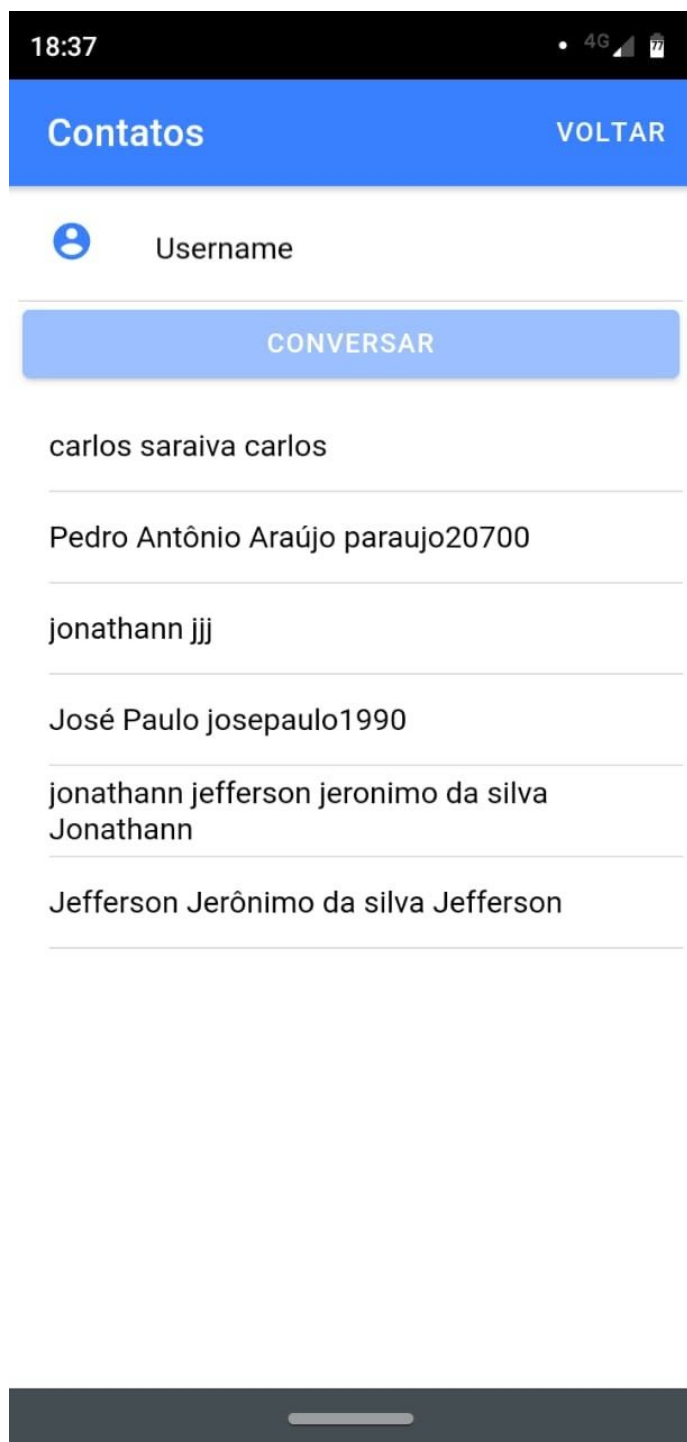 18:37
4G
77
Contatos
VOLTAR
Username
CONVERSAR
carlos saraiva carlos
Pedro Antônio Araújo paraujo20700
jonathann jjj
José Paulo josepaulo1990
jonathann jefferson jeronimo da silva
Jonathann
Jefferson Jerônimo da silva Jefferson